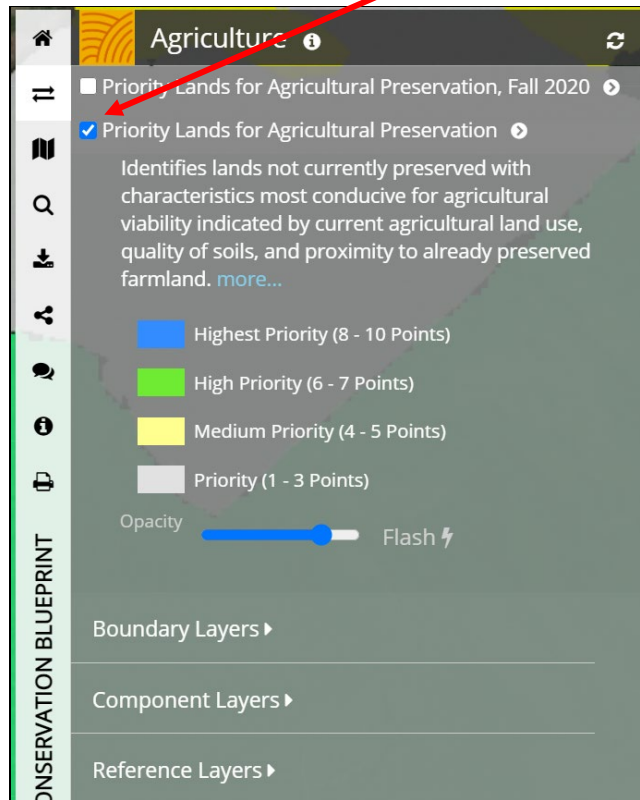 Agriculture
Priority Lands for Agricultural Preservation, Fall 2020
Priority Lands for Agricultural Preservation
Identifies lands not currently preserved with
characteristics most conducive for agricultural
viability indicated by current agricultural land use,
quality of soils, and proximity to already preserved
farmland. more...
Highest Priority (8 - 10 Points)
High Priority (6 - 7 Points)
Medium Priority (4 - 5 Points)
Priority (1 - 3 Points)
Opacity
Flash
Boundary Layers
Component Layers
Reference Layers
ONSERVATION BLUEPRINT